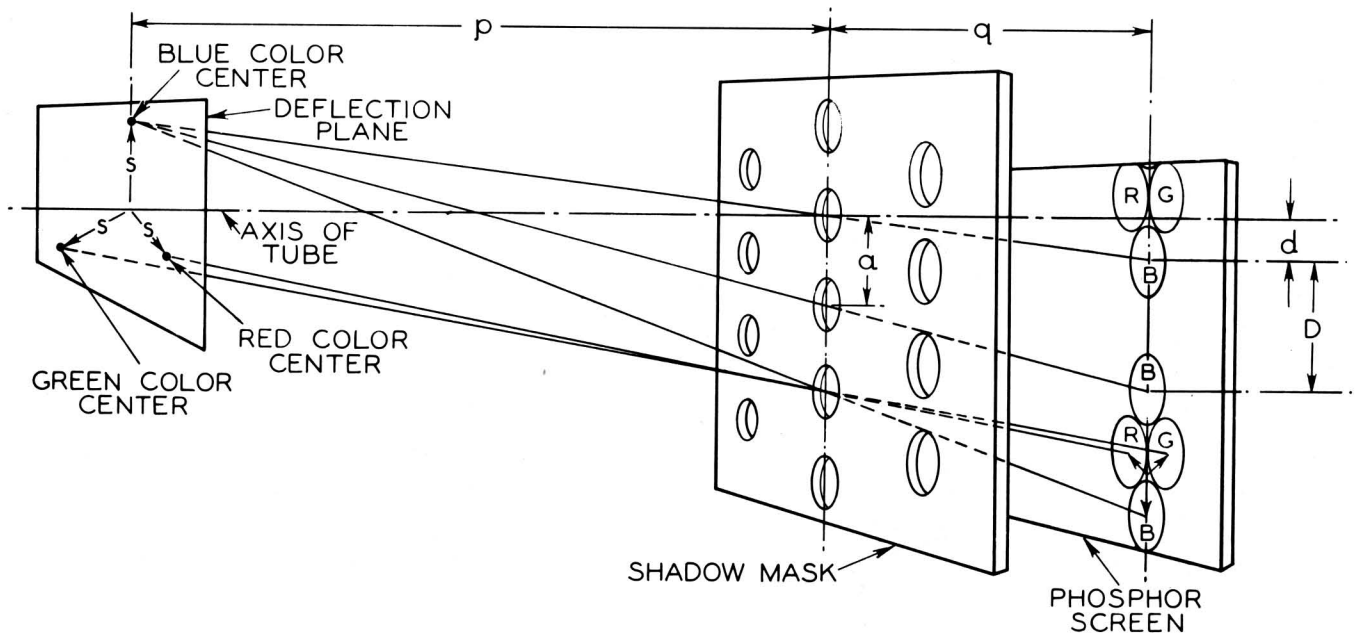 p
q
BLUE COLOR
CENTER
DEFLECTION
PLANE
S
S
S
AXIS OF
TUBE
RED COLOR
CENTER
GREEN COLOR
CENTER
a
R
G
B
d
D
B
R
G
B
SHADOW MASK
PHOSPHOR
SCREEN